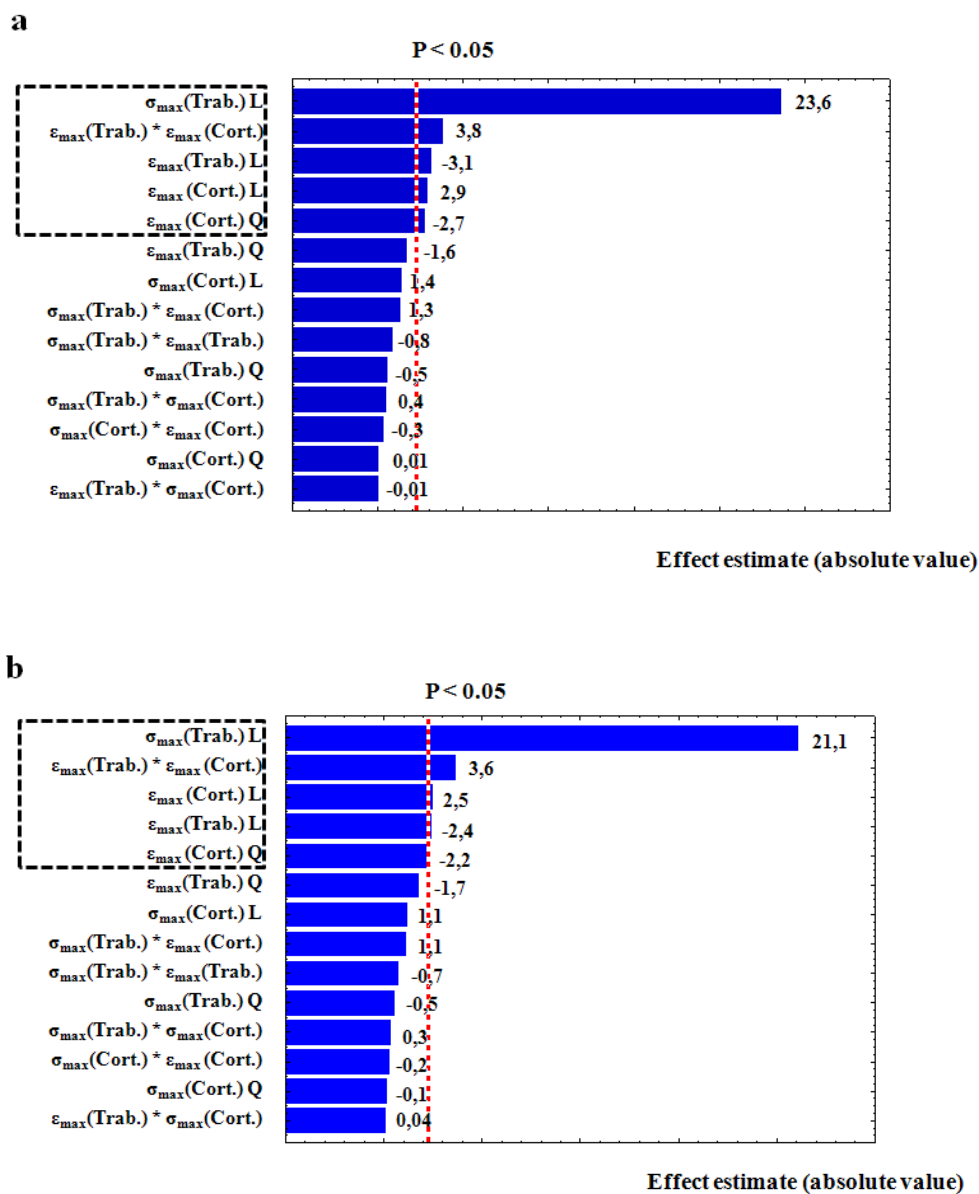 a
P < 0.05
σmax(Trab.) L 23,6
εmax(Trab.) * εmax(Cort.) 3,8
εmax(Trab.) L -3,1
εmax(Cort.) L 2,9
εmax(Cort.) Q -2,7
εmax(Trab.) Q -1,6
σmax(Cort.) L 1,4
σmax(Trab.) * εmax(Cort.) 1,3
σmax(Trab.) * εmax(Trab.) -0,8
σmax(Trab.) Q -0,5
σmax(Trab.) * σmax(Cort.) 0,4
σmax(Cort.) * εmax(Cort.) -0,3
σmax(Cort.) Q 0,01
εmax(Trab.) * σmax(Cort.) -0,01
Effect estimate (absolute value)
b
P < 0.05
σmax(Trab.) L 21,1
εmax(Trab.) * εmax(Cort.) 3,6
εmax(Cort.) L 2,5
εmax(Trab.) L -2,4
εmax(Cort.) Q -2,2
εmax(Trab.) Q -1,7
σmax(Cort.) L 1,1
σmax(Trab.) * εmax(Cort.) 1,1
σmax(Trab.) * εmax(Trab.) -0,7
σmax(Trab.) Q -0,5
σmax(Trab.) * σmax(Cort.) 0,3
σmax(Cort.) * εmax(Cort.) -0,2
σmax(Cort.) Q -0,1
εmax(Trab.) * σmax(Cort.) 0,04
Effect estimate (absolute value)